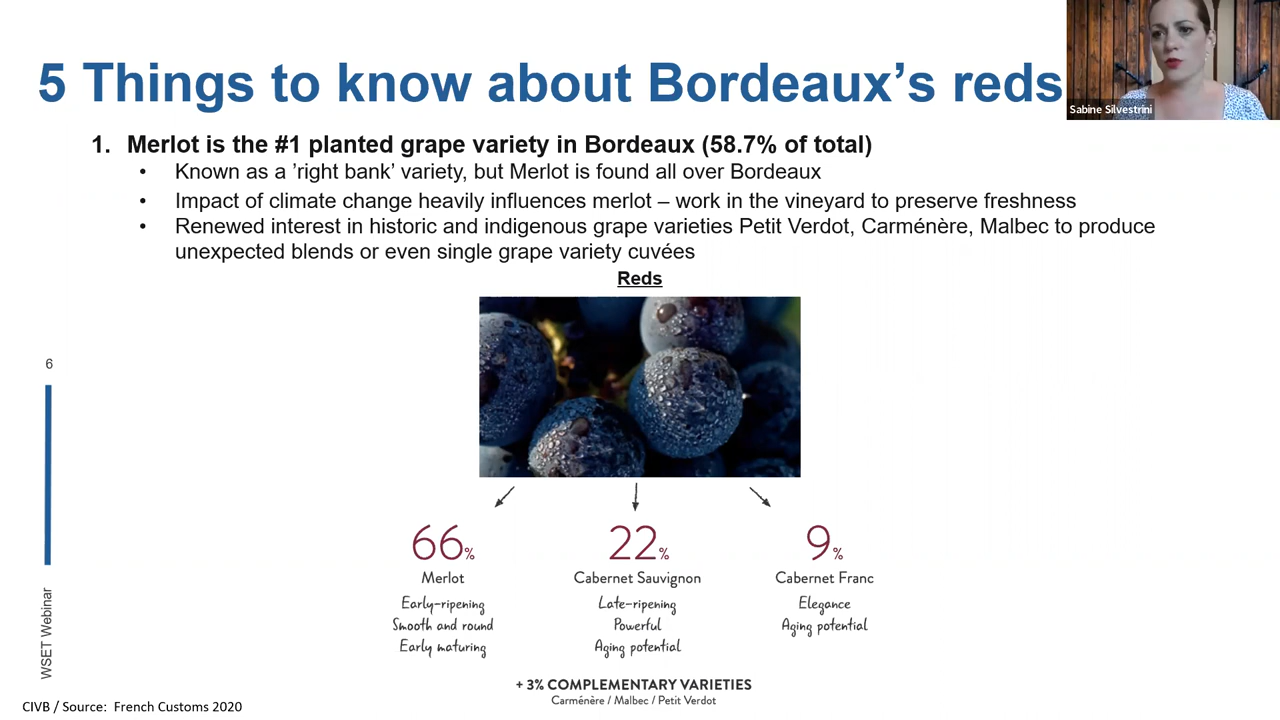 5 Things to know about Bordeaux’s reds
Sabine Silvestrini
1. Merlot is the #1 planted grape variety in Bordeaux (58.7% of total)
• Known as a ’right bank’ variety, but Merlot is found all over Bordeaux
• Impact of climate change heavily influences merlot – work in the vineyard to preserve freshness
• Renewed interest in historic and indigenous grape varieties Petit Verdot, Carménère, Malbec to produce
unexpected blends or even single grape variety cuvées
Reds
66%
Merlot
Early-ripening
Smooth and round
Early maturing
22%
Cabernet Sauvignon
Late-ripening
Powerful
Aging potential
9%
Cabernet Franc
Elegance
Aging potential
+ 3% COMPLEMENTARY VARIETIES
Carménère / Malbec / Petit Verdot
6
WSET Webinar
CIVB / Source: French Customs 2020